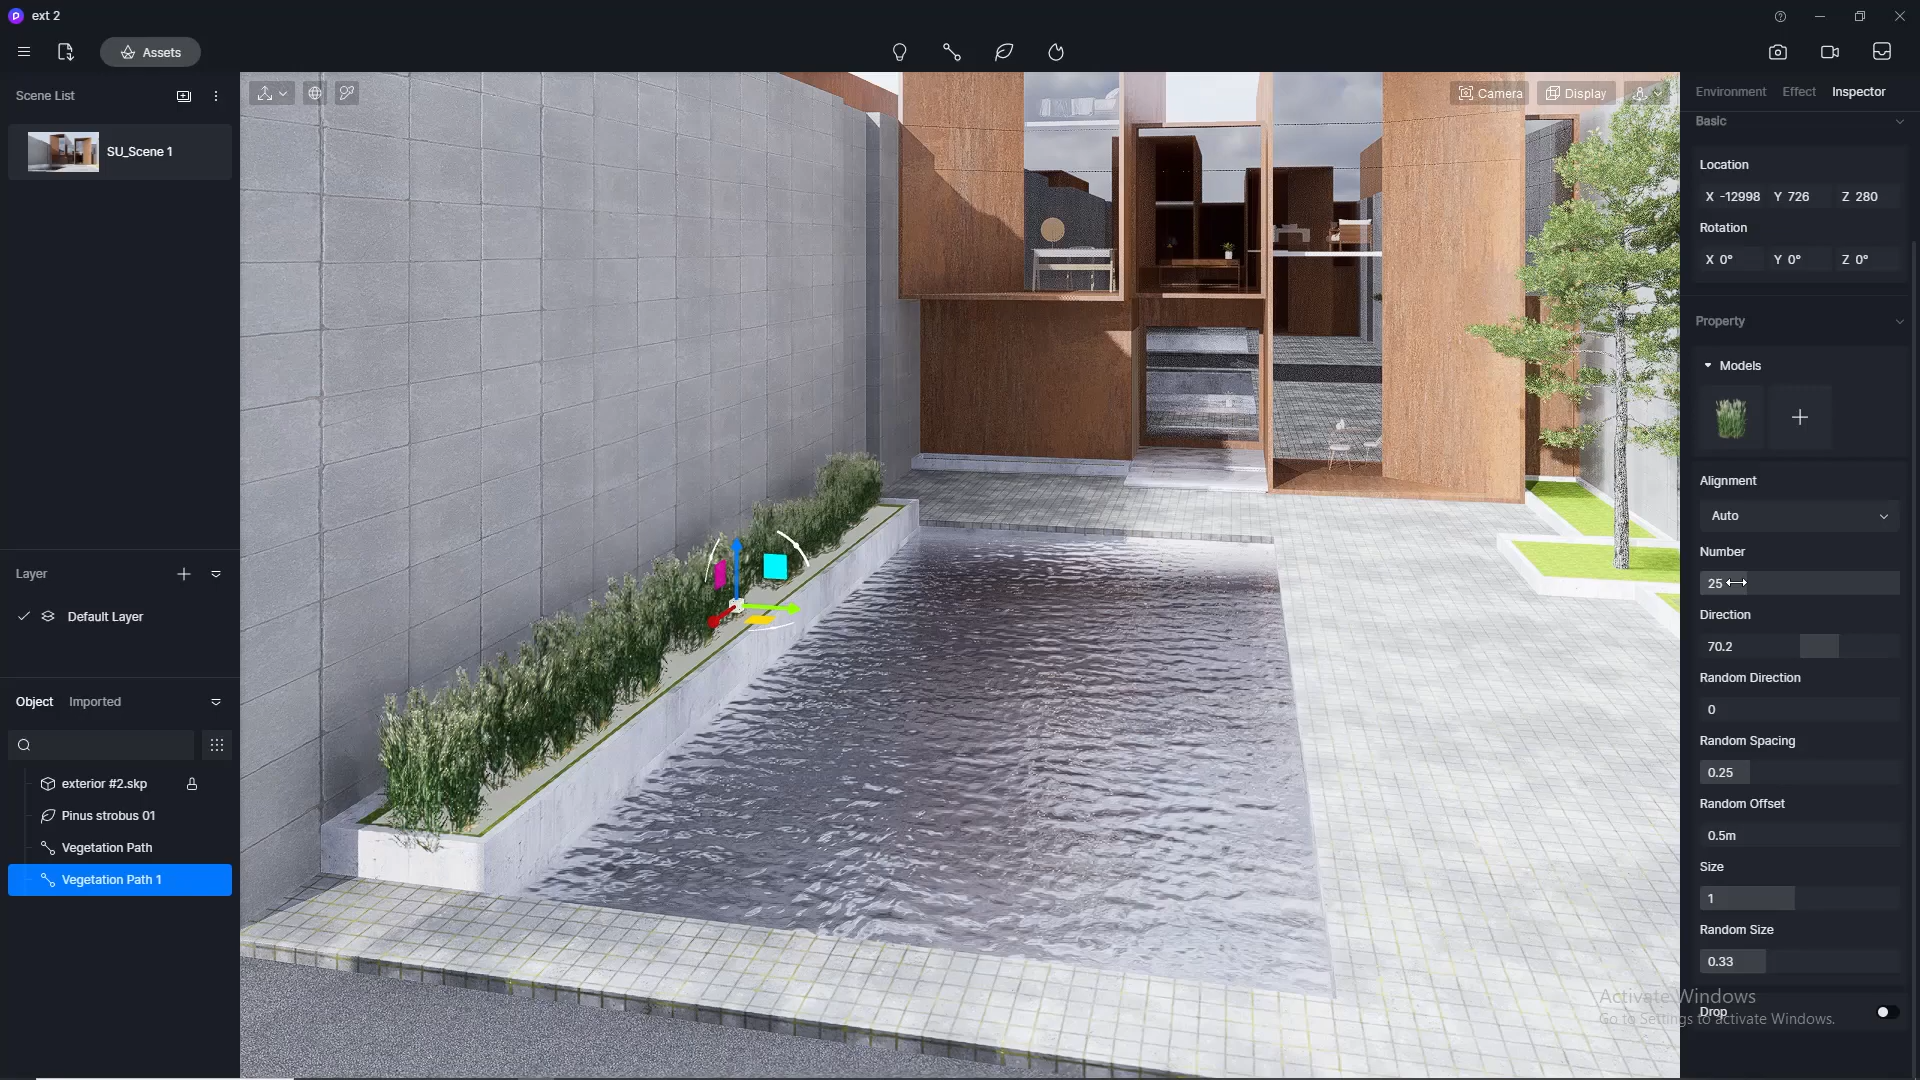 ext 2
Assets
Scene List
SU_Scene 1
Camera
Display
Environment Effect Inspector
Basic
Location
X -12998 Y 726 Z 280
Rotation
X 0° Y 0° Z 0°
Property
Models
Alignment
Auto
Number
25
Direction
70.2
Random Direction
0
Random Spacing
0.25
Random Offset
0.5m
Size
1
Random Size
0.33
Drop
Layer
Default Layer
Object Imported
exterior #2.skp
Pinus strobus 01
Vegetation Path
Vegetation Path 1
Activate Windows
Go to Settings to activate Windows.